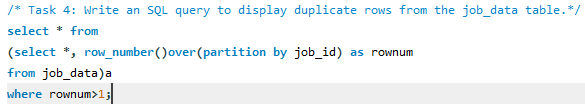 /* Task 4: Write an SQL query to display duplicate rows from the job_data table.*/
select * from
(select *, row_number()over(partition by job_id) as rownum
from job_data)a
where rownum>1;